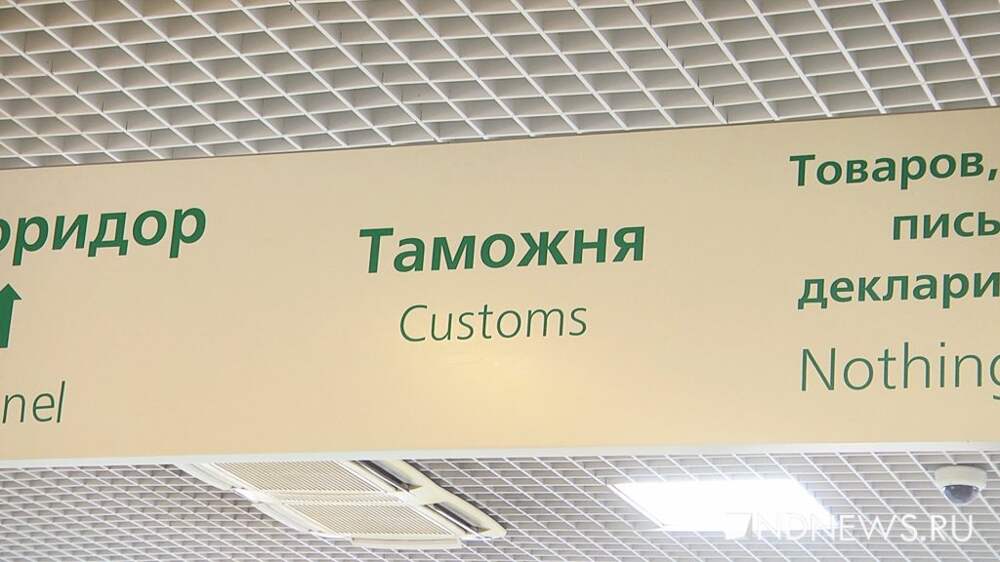 оридор
nel
Таможня
Customs
Товаров,
пись
деклари
Nothing
NDNEWS.RU